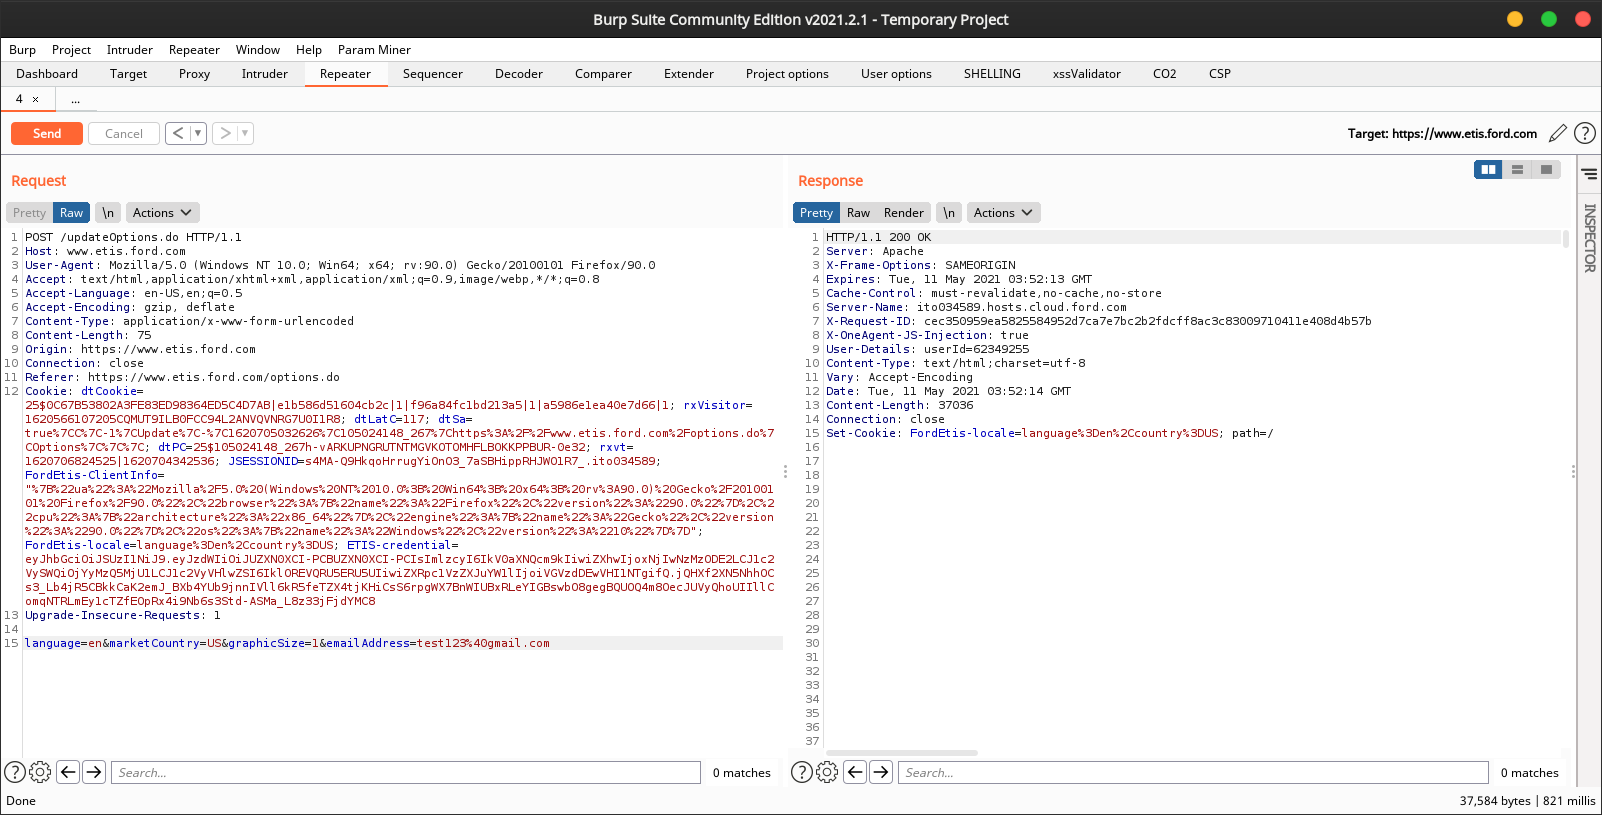 Burp Suite Community Edition v2021.2.1 - Temporary Project
Burp Project Intruder Repeater Window Help Param Miner
Dashboard Target Proxy Intruder Repeater Sequencer Decoder Comparer Extender Project options User options SHELLING xssValidator CO2 CSP
4 × ...
Send Cancel < > Target: https://www.etis.ford.com ?
Request
Pretty Raw \n Actions
1 POST /updateOptions.do HTTP/1.1
2 Host: www.etis.ford.com
3 User-Agent: Mozilla/5.0 (Windows NT 10.0; Win64; x64; rv:90.0) Gecko/20100101 Firefox/90.0
4 Accept: text/html,application/xhtml+xml,application/xml;q=0.9,image/webp,*/*;q=0.8
5 Accept-Language: en-US,en;q=0.5
6 Accept-Encoding: gzip, deflate
7 Content-Type: application/x-www-form-urlencoded
8 Content-Length: 75
9 Origin: https://www.etis.ford.com
10 Connection: close
11 Referer: https://www.etis.ford.com/options.do
12 Cookie: dtCookie=
25$0C67B53802A3FE83ED98364ED5C4D7AB|e1b586d51604cb2c|1|f96a84fc1bd213a5|1|a5986e1ea40e7d66|1; rxVisitor=
1620566107205CQMUT9ILB0FCC94L2ANVQVNRG7U0I1R8; dtLatC=117; dtSa=
true%7CC%7C-1%7CUpdate%7C-%7C1620705032626%7C105024148_267%7Chttps%3A%2F%2Fwww.etis.ford.com%2Foptions.do%7
COptions%7C%7C%7C; dtPC=25$105024148_267h-vARKUPNGRUTNTMGVKOTOMHFLBOKKPPBUR-0e32; rxvt=
1620706824525|1620704342536; JSESSIONID=s4MA-Q9HkqoHrrugYiOnO3_7aSBHippRHJWO1R7_.ito034589;
FordEtis-ClientInfo=
"%7B%22ua%22%3A%22Mozilla%2F5.0%20(Windows%20NT%2010.0%3B%20Win64%3B%20x64%3B%20rv%3A90.0)%20Gecko%2F201001
01%20Firefox%2F90.0%22%2C%22browser%22%3A%7B%22name%22%3A%22Firefox%22%2C%22version%22%3A%2290.0%22%7D%2C%2
2cpu%22%3A%7B%22architecture%22%3A%22x86_64%22%7D%2C%22engine%22%3A%7B%22name%22%3A%22Gecko%22%2C%22version
%22%3A%2290.0%22%7D%2C%22os%22%3A%7B%22name%22%3A%22Windows%22%2C%22version%22%3A%2210%22%7D%7D";
FordEtis-locale=language%3Den%2Ccountry%3DUS; ETIS-credential=
13 Upgrade-Insecure-Requests: 1
14
15 language=en&marketCountry=US&graphicSize=1&emailAddress=test123%40gmail.com
? Search... 0 matches
Response
Pretty Raw Render \n Actions
1 HTTP/1.1 200 OK
2 Server: Apache
3 X-Frame-Options: SAMEORIGIN
4 Expires: Tue, 11 May 2021 03:52:13 GMT
5 Cache-Control: must-revalidate,no-cache,no-store
6 Server-Name: ito034589.hosts.cloud.ford.com
7 X-Request-ID: cec350959ea5825584952d7ca7e7bc2b2fdcff8ac3c83009710411e408d4b57b
8 X-OneAgent-JS-Injection: true
9 User-Details: userId=62349255
10 Content-Type: text/html;charset=utf-8
11 Vary: Accept-Encoding
12 Date: Tue, 11 May 2021 03:52:14 GMT
13 Content-Length: 37036
14 Connection: close
15 Set-Cookie: FordEtis-locale=language%3Den%2Ccountry%3DUS; path=/
16
17
18
19
20
21
22
23
24
25
26
27
28
29
30
31
32
33
34
35
36
37
? Search... 0 matches
INSPECTOR
Done 37,584 bytes | 821 millis